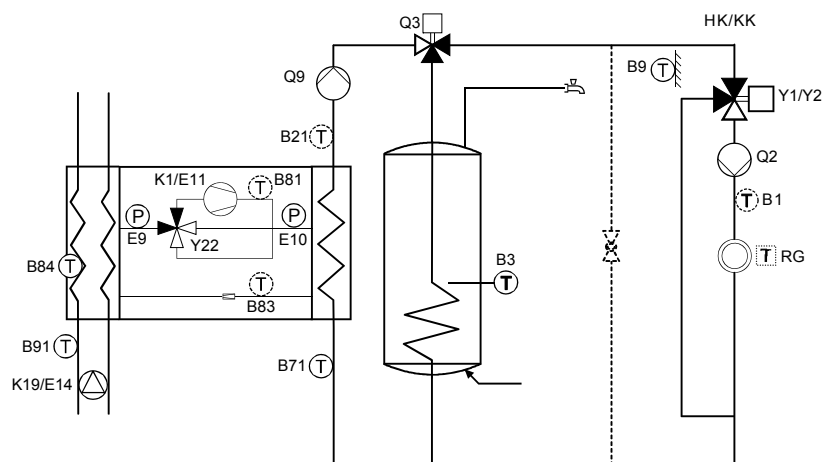 Q3
HK/KK
Q9
B9
T
Y1/Y2
B21
T
Q2
K1/E11
T
B81
T
B1
P
P
E9
Y22
E10
B84
T
T
B83
B3
T
T
RG
B91
T
B71
T
K19/E14